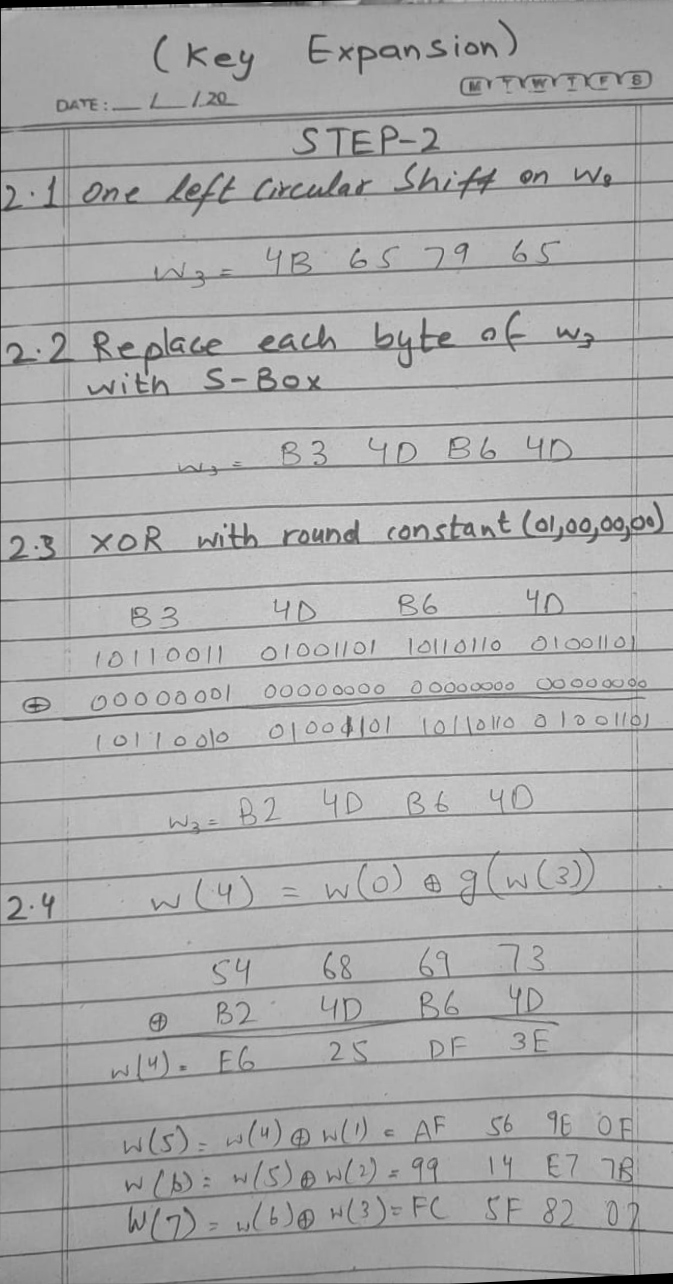 (Key Expansion)
DATE: __ / __ / 20__
M T W T F S
STEP-2
2.1 One left Circular Shift on W₃
W₃ = 4B 65 79 65
2.2 Replace each byte of w₃
with S-Box
w₃ = B3 4D B6 4D
2.3 XOR with round constant (01,00,00,00)
B3 4D B6 4D
10110011 01001101 10110110 01001101
⊕ 00000001 00000000 00000000 00000000
10110010 01001101 10110110 01001101
w₃ = B2 4D B6 4D
2.4 w(4) = w(0) ⊕ g(w(3))
54 68 69 73
⊕ B2 4D B6 4D
w(4) = E6 25 DF 3E
w(5) = w(4) ⊕ w(1) = AF 56 9E 0F
w(6) = w(5) ⊕ w(2) = 99 14 E7 7B
W(7) = w(6) ⊕ w(3) = FC 5F 82 02